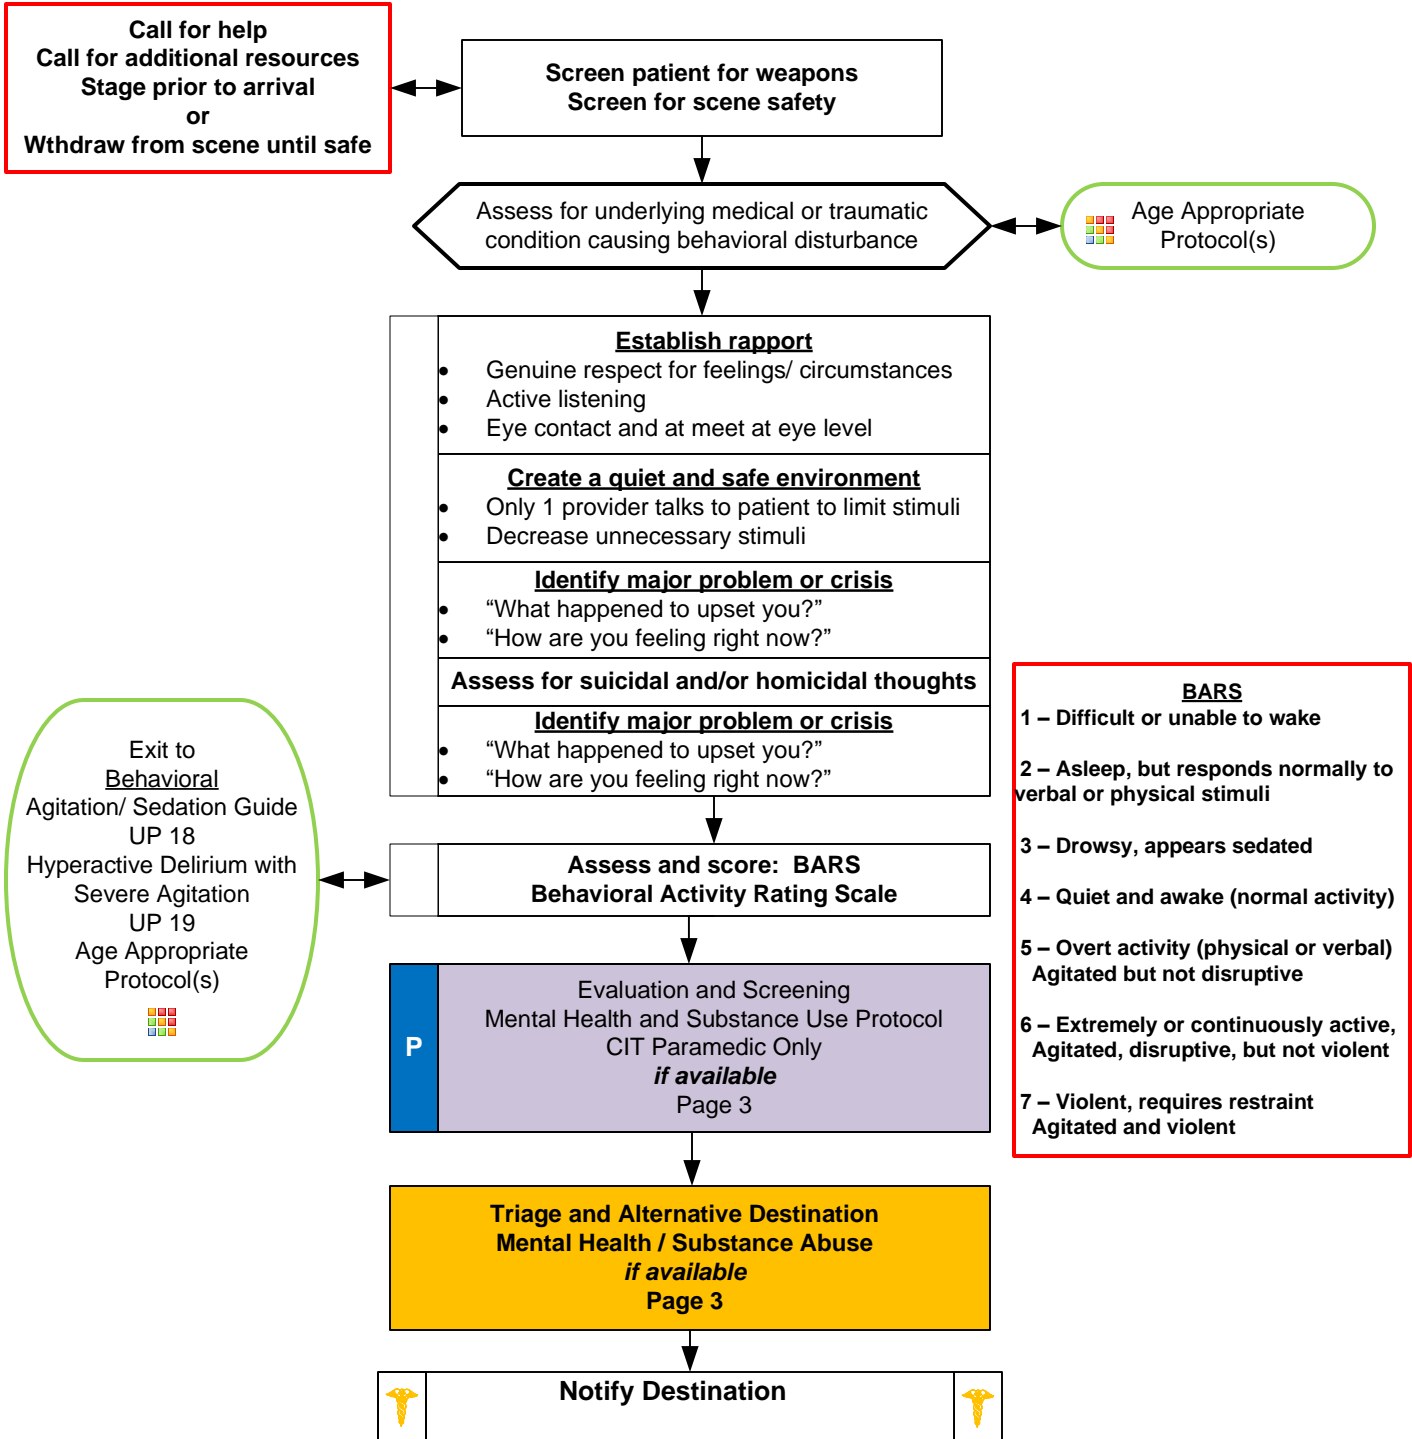 Call for help
Call for additional resources
Stage prior to arrival
or
Wthdraw from scene until safe
Screen patient for weapons
Screen for scene safety
Assess for underlying medical or traumatic
condition causing behavioral disturbance
Age Appropriate
Protocol(s)
Establish rapport
• Genuine respect for feelings/ circumstances
• Active listening
• Eye contact and at meet at eye level
Create a quiet and safe environment
• Only 1 provider talks to patient to limit stimuli
• Decrease unnecessary stimuli
Identify major problem or crisis
• “What happened to upset you?”
• “How are you feeling right now?”
Assess for suicidal and/or homicidal thoughts
Identify major problem or crisis
• “What happened to upset you?”
• “How are you feeling right now?”
Exit to
Behavioral
Agitation/ Sedation Guide
UP 18
Hyperactive Delirium with
Severe Agitation
UP 19
Age Appropriate
Protocol(s)
Assess and score:  BARS
Behavioral Activity Rating Scale
BARS
1 – Difficult or unable to wake
2 – Asleep, but responds normally to
verbal or physical stimuli
3 – Drowsy, appears sedated
4 – Quiet and awake (normal activity)
5 – Overt activity (physical or verbal)
Agitated but not disruptive
6 – Extremely or continuously active,
Agitated, disruptive, but not violent
7 – Violent, requires restraint
Agitated and violent
P
Evaluation and Screening
Mental Health and Substance Use Protocol
CIT Paramedic Only
if available
Page 3
Triage and Alternative Destination
Mental Health / Substance Abuse
if available
Page 3
Notify Destination